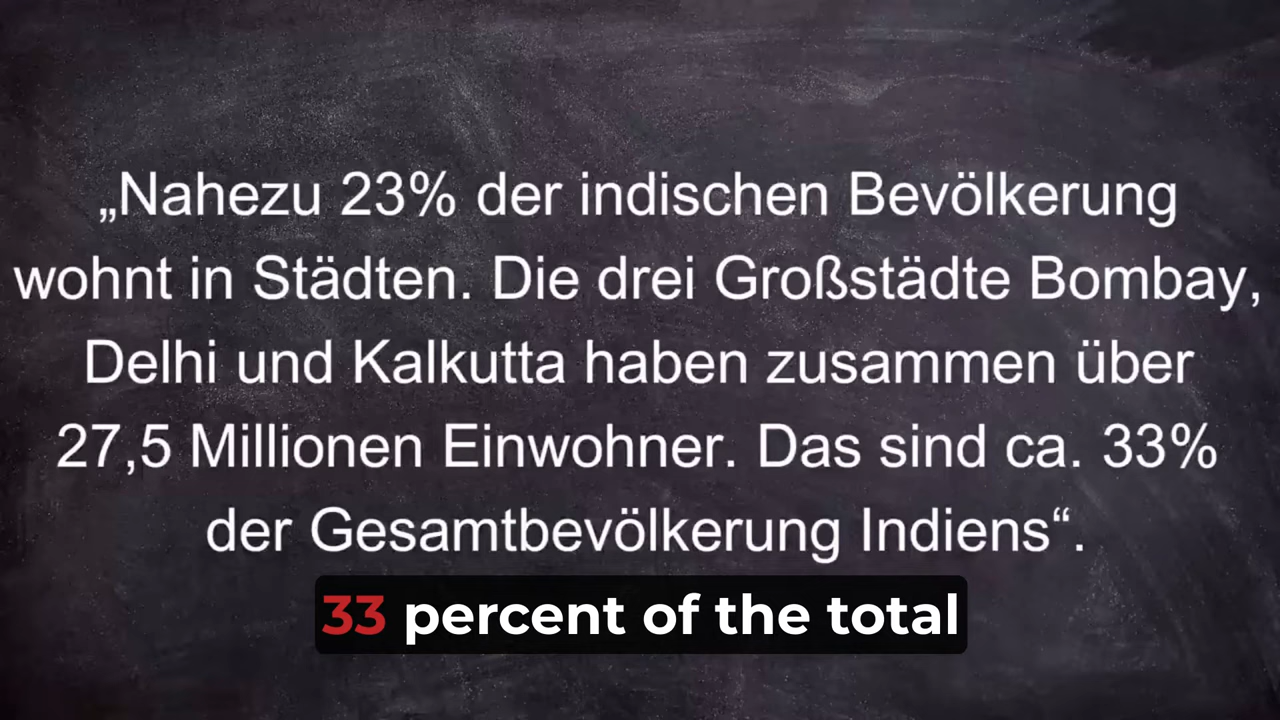 „Nahezu 23% der indischen Bevölkerung
wohnt in Städten. Die drei Großstädte Bombay,
Delhi und Kalkutta haben zusammen über
27,5 Millionen Einwohner. Das sind ca. 33%
der Gesamtbevölkerung Indiens“.
33 percent of the total